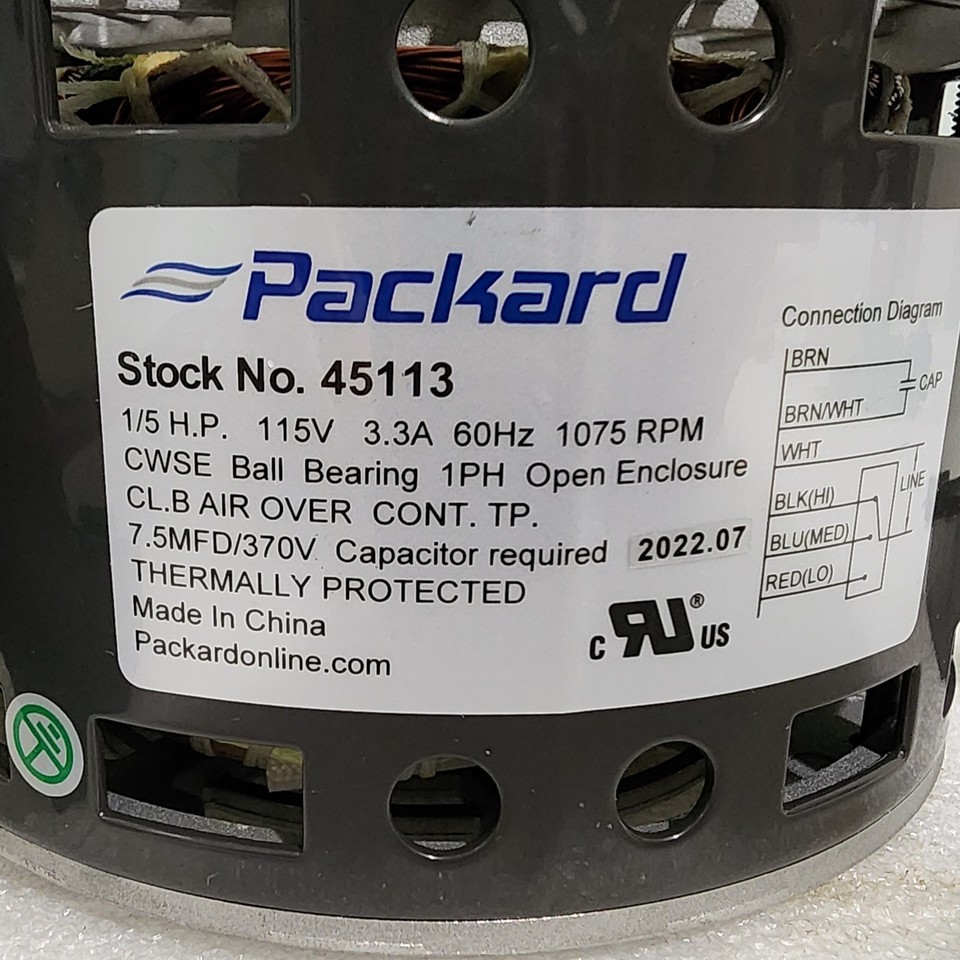 Packard
Stock No. 45113
1/5 H.P. 115V 3.3A 60Hz 1075 RPM
CWSE Ball Bearing 1PH Open Enclosure
CL.B AIR OVER CONT. TP.
7.5MFD/370V Capacitor required 2022.07
THERMALLY PROTECTED
Made In China
Packardonline.com
c RU® US
Connection Diagram
BRN
CAP
BRN/WHT
WHT
LINE
BLK(HI)
BLU(MED)
RED(LO)